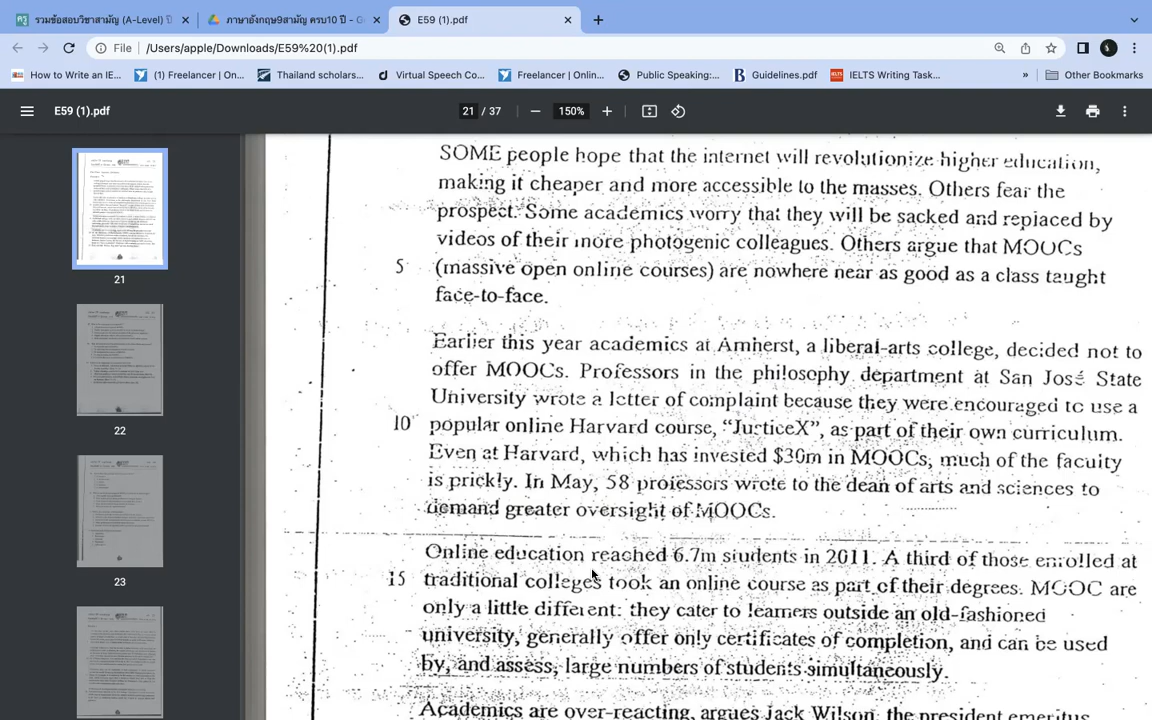 รวมข้อสอบวิชาสามัญ (A-Level) ปี
ภาษาอังกฤษ9สามัญ ครบ10 ปี - G
E59 (1).pdf
File
/Users/apple/Downloads/E59%20(1).pdf
How to Write an IE...
(1) Freelancer | On...
Thailand scholars...
Virtual Speech Co...
Freelancer | Onlin...
Public Speaking:...
Guidelines.pdf
IELTS Writing Task...
»
Other Bookmarks
E59 (1).pdf
21 / 37
150%
21
22
23
SOME people hope that the internet will revolutionize higher education,
making it cheaper and more accessible to the masses. Others fear the
prospect. Some academics worry that they will be sacked and replaced by
videos of their more photogenic colleagues. Others argue that MOOCs
5 (massive open online courses) are nowhere near as good as a class taught
face-to-face.
Earlier this year academics at Amherst, a liberal-arts college, decided not to
offer MOOCs. Professors in the philosophy department at San José State
University wrote a letter of complaint because they were encouraged to use a
10 popular online Harvard course, “JusticeX”, as part of their own curriculum.
Even at Harvard, which has invested $30m in MOOCs, much of the faculty
is prickly. In May, 58 professors wrote to the dean of arts and sciences to
demand greater oversight of MOOCs.
Online education reached 6.7m students in 2011. A third of those enrolled at
15 traditional colleges took an online course as part of their degrees. MOOC are
only a little different: they cater to learners outside an old-fashioned
university, generally offer only certificates of completion, and can be used
by, and assess, large numbers of students simultaneously.
Academics are over-reacting, argues Jack Wilson, the president emeritus